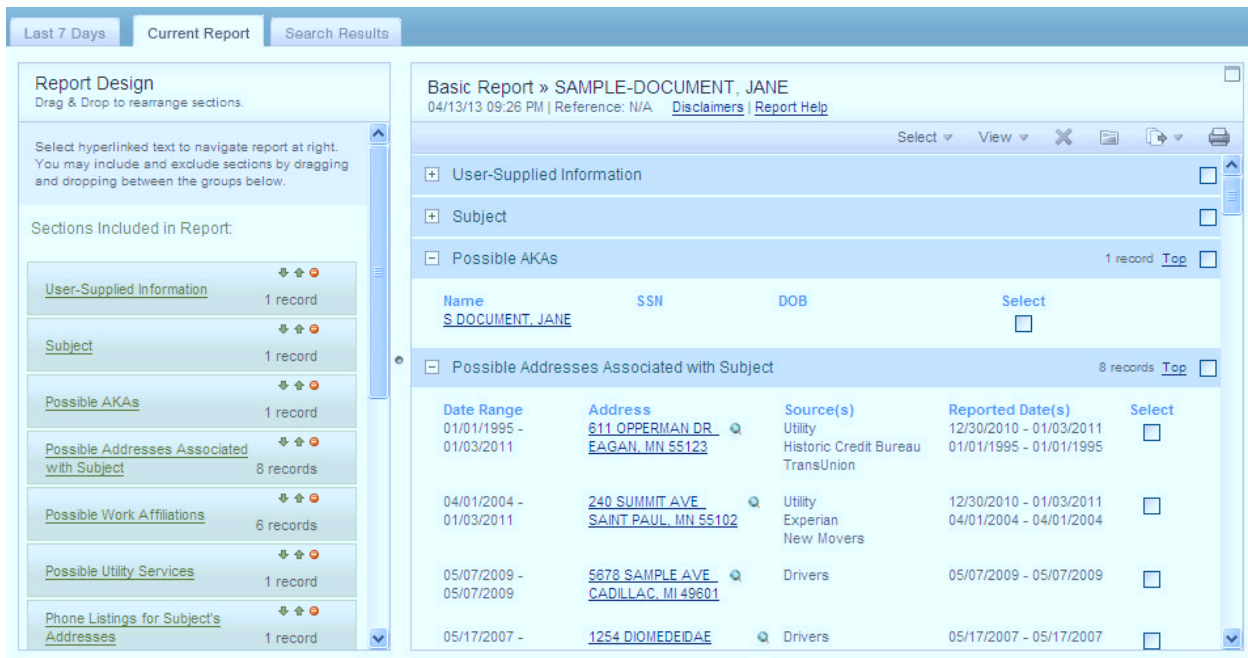 Last 7 Days
Current Report
Search Results
Report Design
Drag & Drop to rearrange sections.
Select hyperlinked text to navigate report at right.
You may include and exclude sections by dragging
and dropping between the groups below.
Sections Included in Report:
User-Supplied Information
1 record
Subject
1 record
Possible AKAs
1 record
Possible Addresses Associated
with Subject
8 records
Possible Work Affiliations
6 records
Possible Utility Services
1 record
Phone Listings for Subject's
Addresses
1 record
Basic Report » SAMPLE-DOCUMENT, JANE
04/13/13 09:26 PM | Reference: N/A Disclaimers | Report Help
Select View
User-Supplied Information
Subject
Possible AKAs 1 record Top
Name SSN DOB Select
S DOCUMENT, JANE
Possible Addresses Associated with Subject 8 records Top
Date Range Address Source(s) Reported Date(s) Select
01/01/1995 - 611 OPPERMAN DR Utility 12/30/2010 - 01/03/2011
01/03/2011 EAGAN, MN 55123 Historic Credit Bureau 01/01/1995 - 01/01/1995
TransUnion
04/01/2004 - 240 SUMMIT AVE Utility 12/30/2010 - 01/03/2011
01/03/2011 SAINT PAUL, MN 55102 Experian 04/01/2004 - 04/01/2004
New Movers
05/07/2009 - 5678 SAMPLE AVE Drivers 05/07/2009 - 05/07/2009
05/07/2009 CADILLAC, MI 49601
05/17/2007 - 1254 DIOMEDEIDAE Drivers 05/17/2007 - 05/17/2007